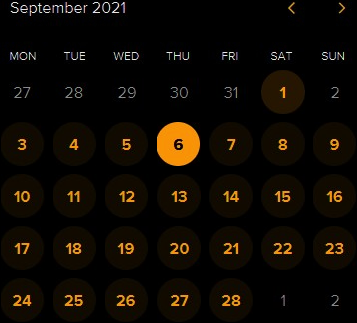 September 2021
MON TUE WED THU FRI SAT SUN
27 28 29 30 31 1 2
3 4 5 6 7 8 9
10 11 12 13 14 15 16
17 18 19 20 21 22 23
24 25 26 27 28 1 2